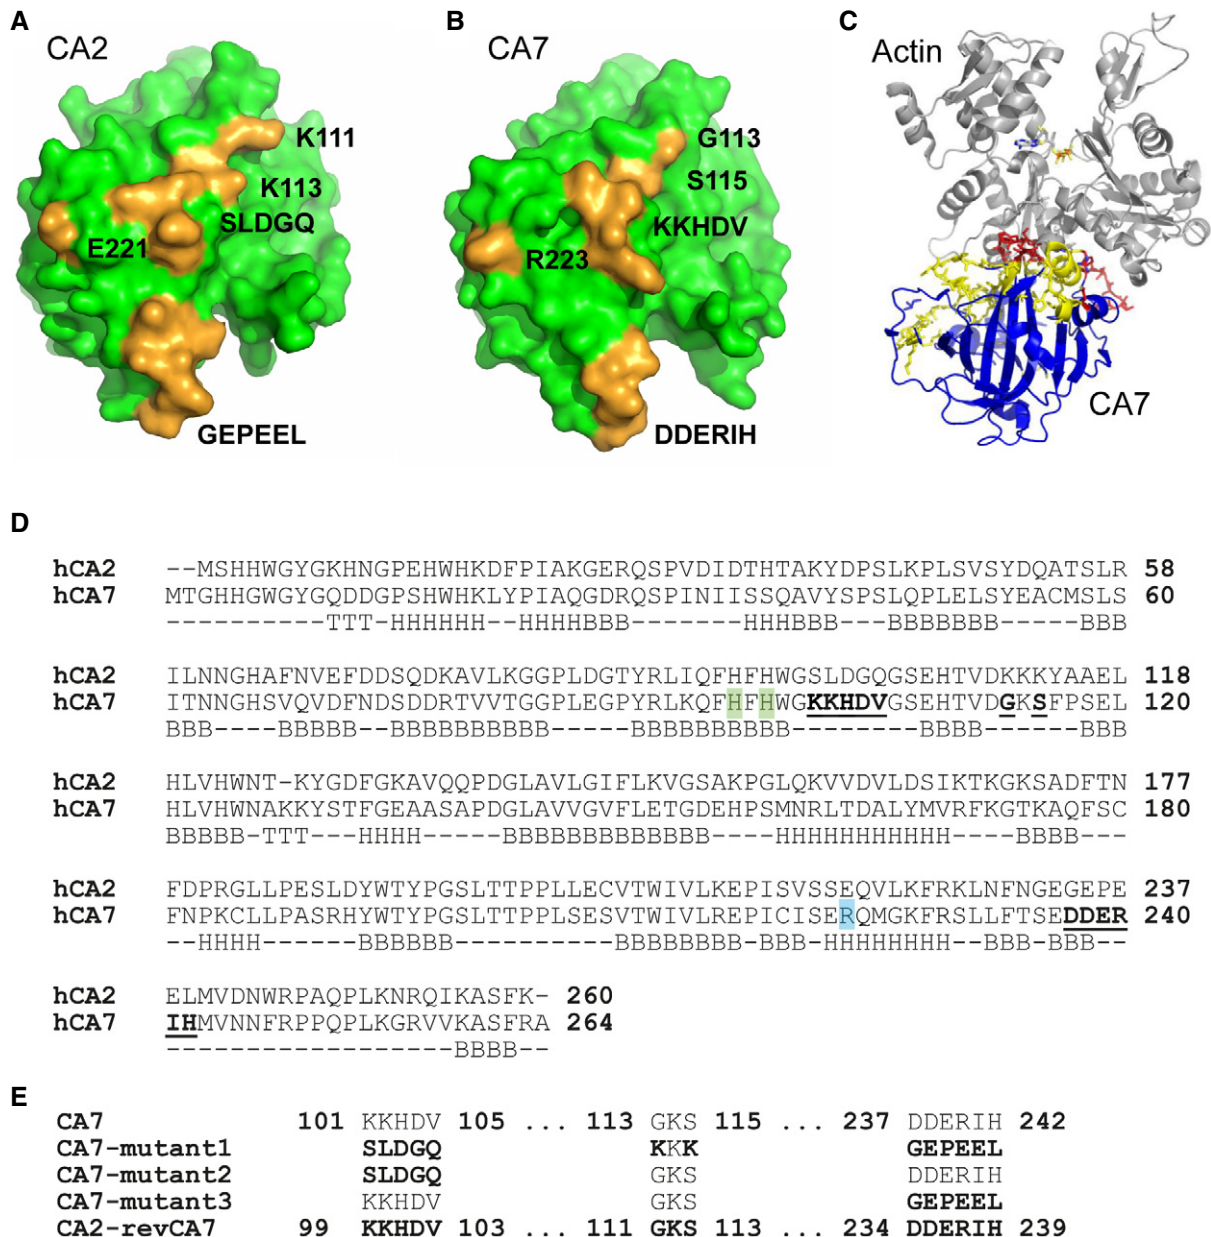 A
CA2
K111
K113
SLDGQ
E221
GEPEEL
B
CA7
G113
S115
KKHDV
R223
DDERIH
C
Actin
CA7
D
hCA2 --MSHHWGYGKHNGPEHWHKDFPIAKGERQSPVDIDTHTAKYDPSLKPLSVSYDQATSLR 58
hCA7 MTGHHGWGYGQDDGPSHWHKLYPIAQGDRQSPINIISSQAVYSPSLQPLELSYEACMSLS 60
----------TTT-HHHHHH--HHHHBBB-------HHHBBB---BBBBBBB-----BBB
hCA2 ILNNGHAFNVEFDDSQDKAVLKGGPLDGTYRLIQFHFHWGSLDGQGSEHTVDKKKYAAEL 118
hCA7 ITNNGHSVQVDFNDSDDRTVVTGGPLEGPYRLKQFHFHWGKKHDVGSEHTVDGKSFPSEL 120
BBB----BBBBBBB--BBBBBBBBBB-----BBBBBBBBBB-------BBBB-----BBB
hCA2 HLVHWNT-KYGDFGKAVQQPDGLAVLGIFLKVGSAKPGLQKVVDVLDSIKTKGKSADFTN 177
hCA7 HLVHWNAKKYSTFGEAASAPDGLAVVGVFLETGDEHPSMNRLTDALYMVRFKGTKAQFSC 180
BBBBB-TTT---HHHH-----BBBBBBBBBBBBB----HHHHHHHHHHH----BBBB---
hCA2 FDPRGLLPESLDYWTYPGSLTTPPLLECVTWIVLKEPISVSSEQVLKFRKLNFNGEGEPE 237
hCA7 FNPKCLLPASRHYWTYPGSLTTPPLSESVTWIVLREPICISERQMGKFRSLLFTSEDDER 240
--HHHH------BBBBB----------BBBBBBBB-BBB-HHHHHHHH--BBB-BBB--
hCA2 ELMVDNWRPAQPLKNRQIKASFK- 260
hCA7 IHMVNNFRPPQPLKGRVVKASFRA 264
------------------BBBB--
E
CA7 101 KKHDV 105 ... 113 GKS 115 ... 237 DDERIH 242
CA7-mutant1 SLDGQ KKK GEPEEL
CA7-mutant2 SLDGQ GKS DDERIH
CA7-mutant3 KKHDV GKS GEPEEL
CA2-revCA7 99 KKHDV 103 ... 111 GKS 113 ... 234 DDERIH 239